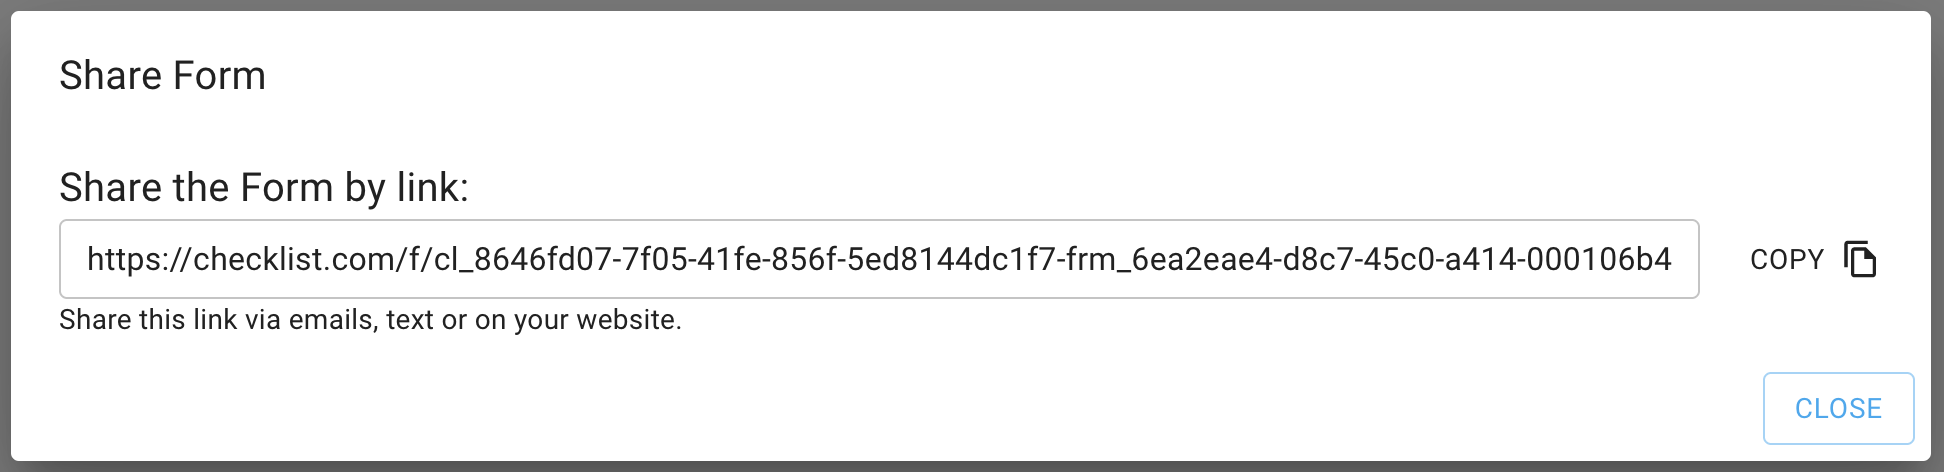 Share Form
Share the Form by link:
https://checklist.com/f/cl_8646fd07-7f05-41fe-856f-5ed8144dc1f7-frm_6ea2eae4-d8c7-45c0-a414-000106b4
COPY
Share this link via emails, text or on your website.
CLOSE